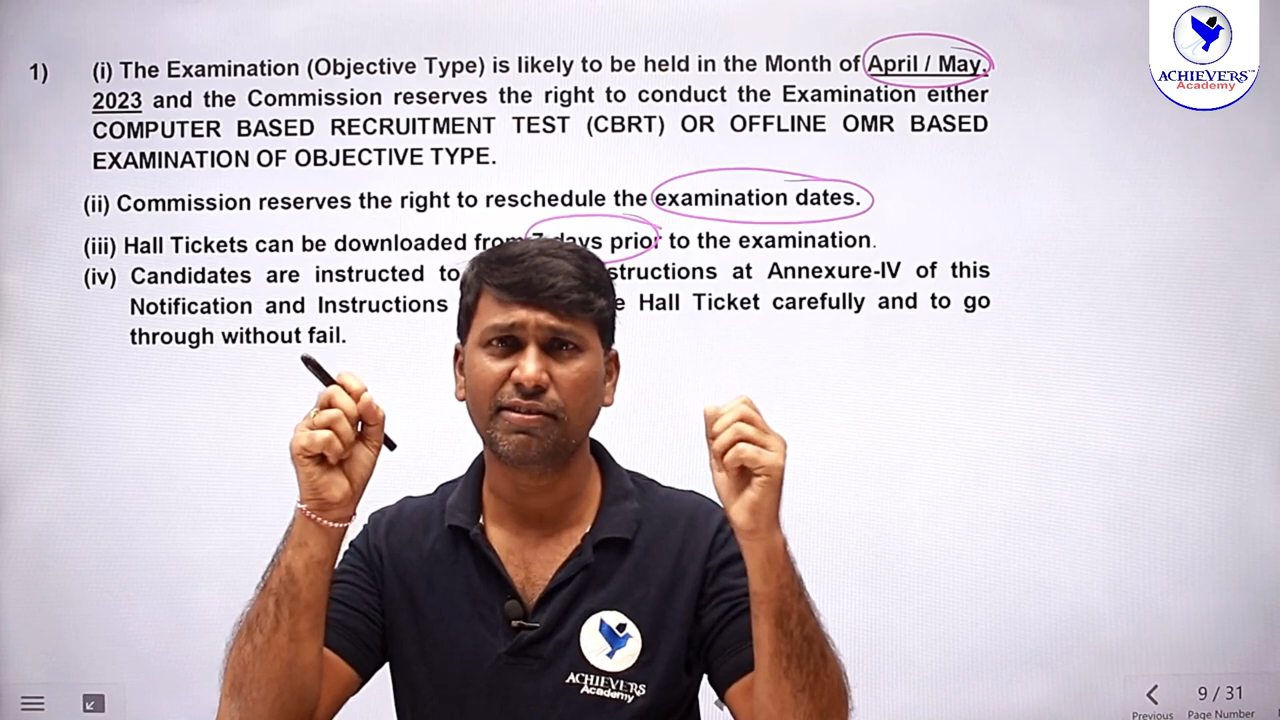 1) (i) The Examination (Objective Type) is likely to be held in the Month of April / May,
2023 and the Commission reserves the right to conduct the Examination either
COMPUTER BASED RECRUITMENT TEST (CBRT) OR OFFLINE OMR BASED
EXAMINATION OF OBJECTIVE TYPE.
(ii) Commission reserves the right to reschedule the examination dates.
(iii) Hall Tickets can be downloaded from 7 days prior to the examination.
(iv) Candidates are instructed to structions at Annexure-IV of this
Notification and Instructions Hall Ticket carefully and to go
through without fail.
ACHIEVERS™
Academy
ACHIEVERS
Academy
9 / 31
Previous Page Number